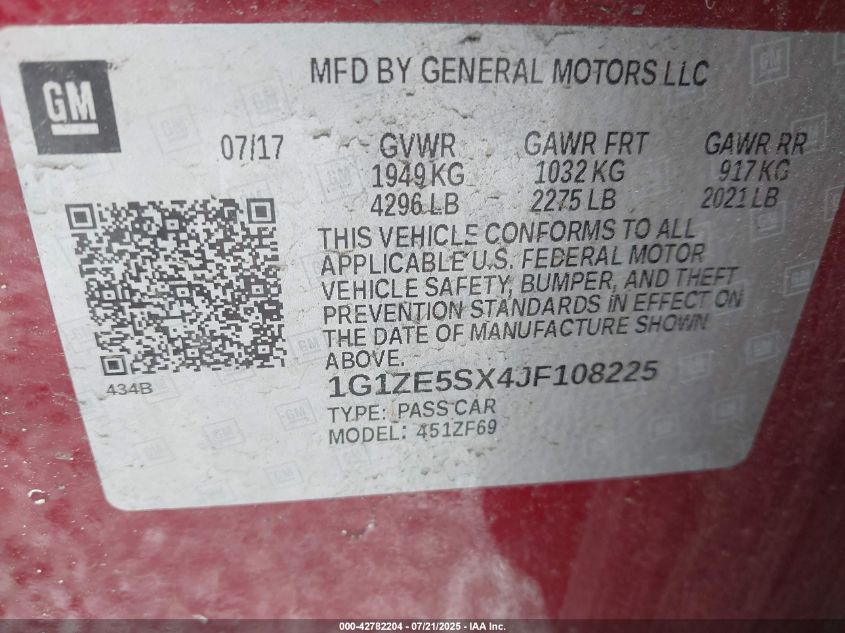 GM
MFD BY GENERAL MOTORS LLC
07/17
GVWR
1949 KG
4296 LB
GAWR FRT
1032 KG
2275 LB
GAWR RR
917 KG
2021 LB
THIS VEHICLE CONFORMS TO ALL
APPLICABLE U.S. FEDERAL MOTOR
VEHICLE SAFETY, BUMPER, AND THEFT
PREVENTION STANDARDS IN EFFECT ON
THE DATE OF MANUFACTURE SHOWN
ABOVE.
434B
1G1ZE5SX4JF108225
TYPE: PASS CAR
MODEL: 451ZF69
000-42782204 - 07/21/2025 - IAA Inc.